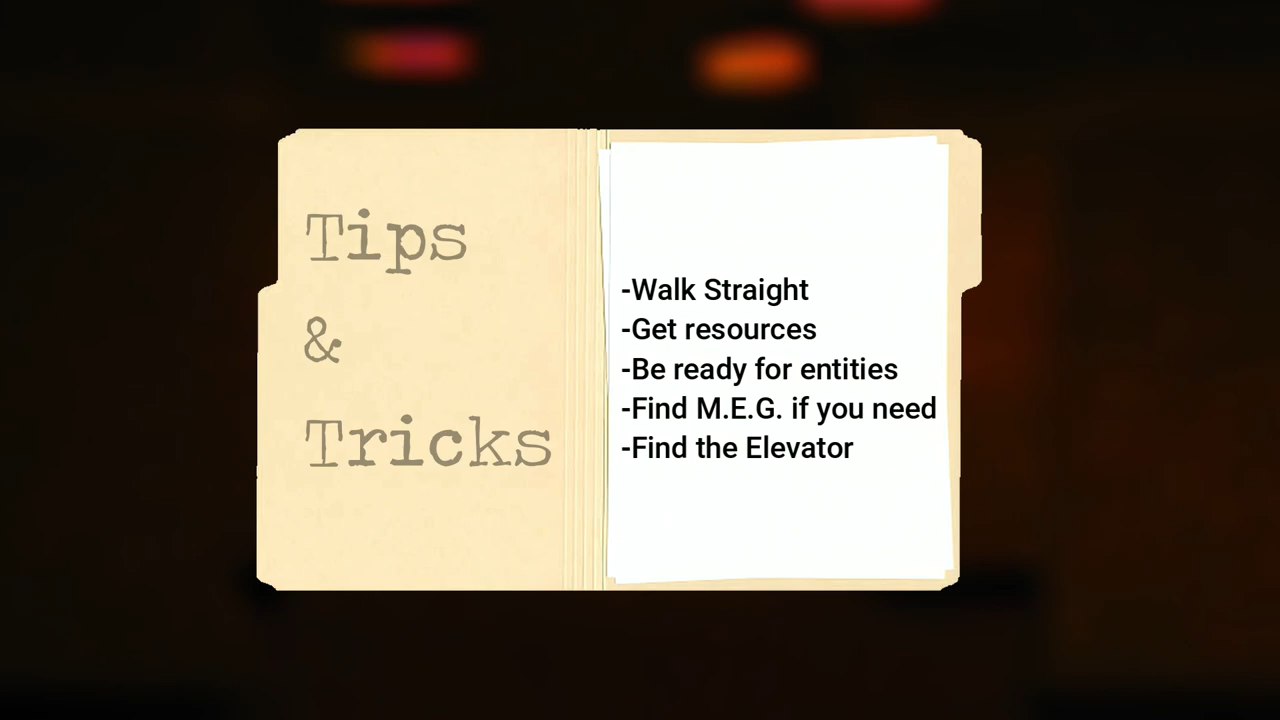 Tips
&
Tricks
-Walk Straight
-Get resources
-Be ready for entities
-Find M.E.G. if you need
-Find the Elevator